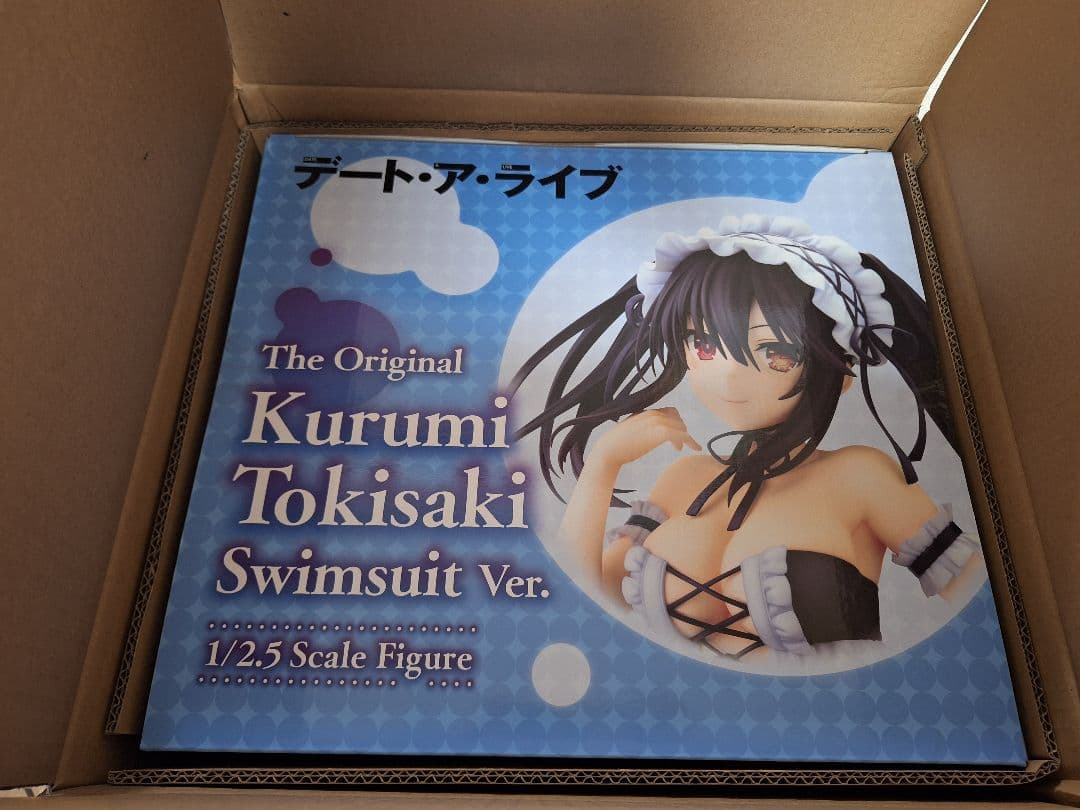 デート・ア・ライブ
The Original
Kurumi
Tokisaki
Swimsuit Ver.
1/2.5 Scale Figure